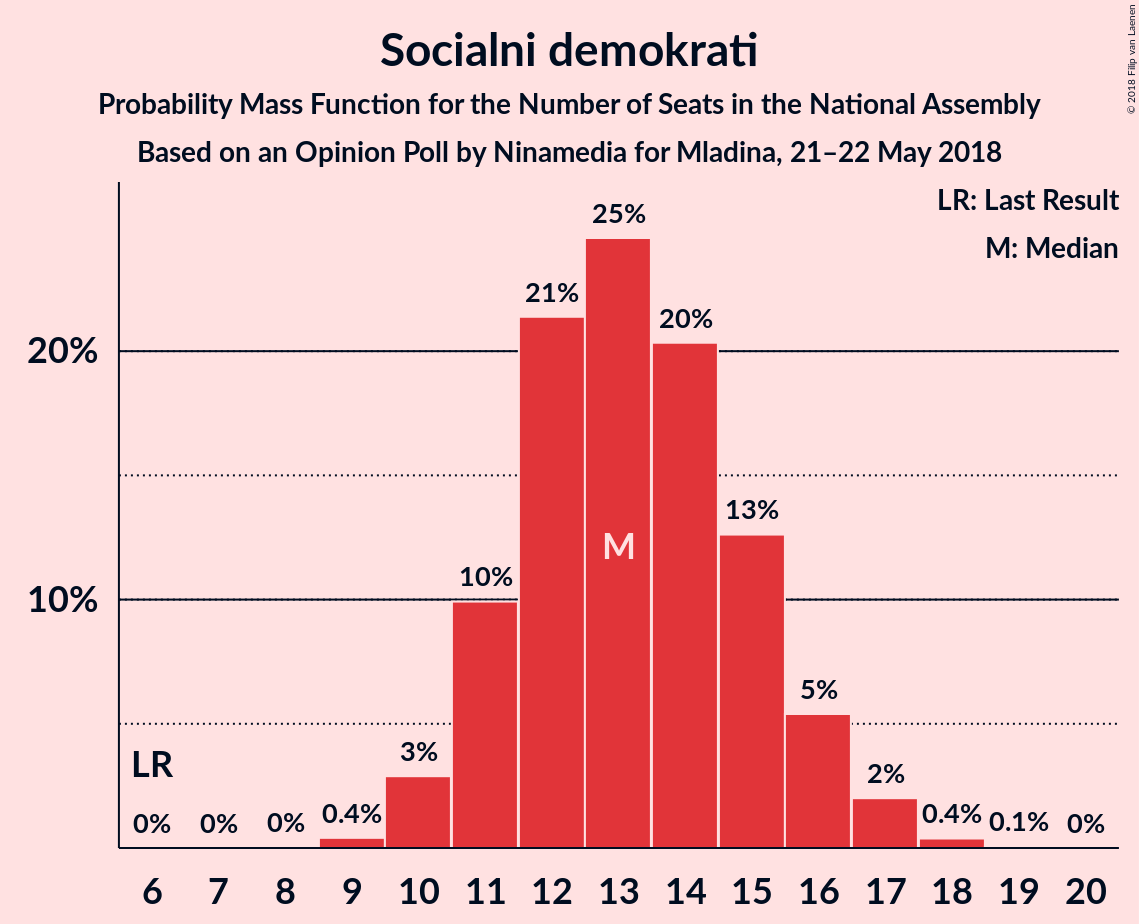 Socialni demokrati
Probability Mass Function for the Number of Seats in the National Assembly
Based on an Opinion Poll by Ninamedia for Mladina, 21–22 May 2018
© 2018 Filip van Laenen
LR: Last Result
M: Median
20%
10%
LR
0%
0%
0%
0.4%
3%
10%
21%
25%
M
20%
13%
5%
2%
0.4%
0.1%
0%
6 7 8 9 10 11 12 13 14 15 16 17 18 19 20